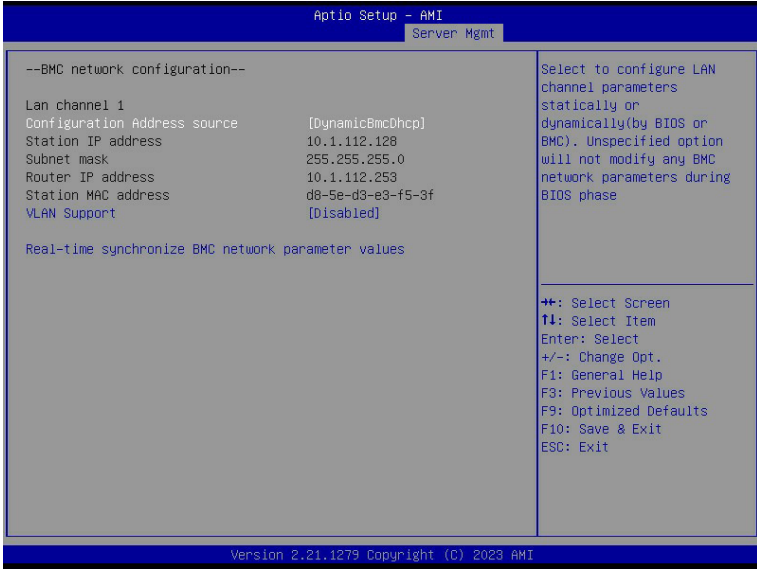 Aptio Setup – AMI
Server Mgmt
--BMC network configuration--
Lan channel 1
Configuration Address source [DynamicBmcDhcp]
Station IP address 10.1.112.128
Subnet mask 255.255.255.0
Router IP address 10.1.112.253
Station MAC address d8-5e-d3-e3-f5-3f
VLAN Support [Disabled]
Real-time synchronize BMC network parameter values
Select to configure LAN
channel parameters
statically or
dynamically(by BIOS or
BMC). Unspecified option
will not modify any BMC
network parameters during
BIOS phase
→←: Select Screen
↑↓: Select Item
Enter: Select
+/-: Change Opt.
F1: General Help
F3: Previous Values
F9: Optimized Defaults
F10: Save & Exit
ESC: Exit
Version 2.21.1279 Copyright (C) 2023 AMI